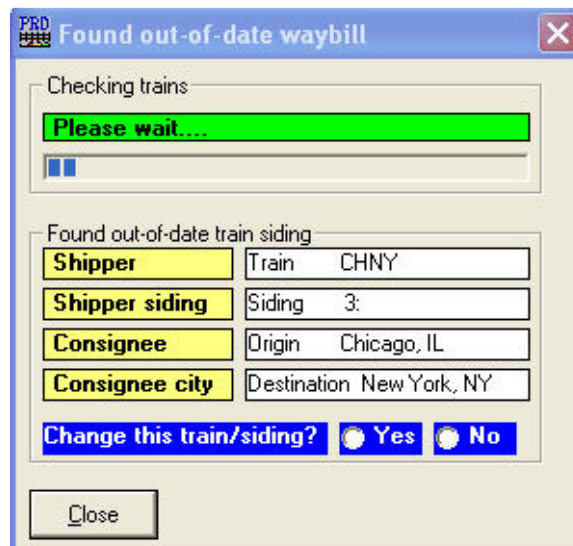 PRD
Found out-of-date waybill
Checking trains
Please wait....
Found out-of-date train siding
Shipper Train CHNY
Shipper siding Siding 3:
Consignee Origin Chicago, IL
Consignee city Destination New York, NY
Change this train/siding? Yes No
Close